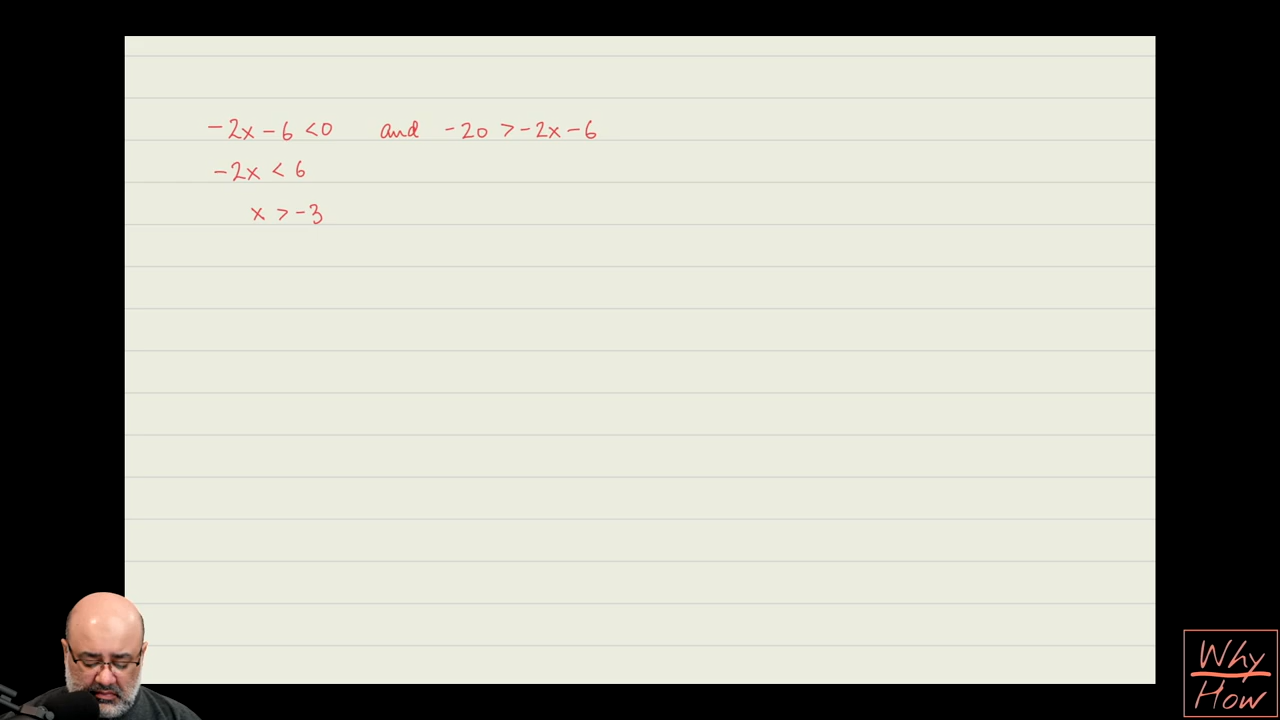 -2x - 6 < 0 and -20 > -2x - 6
-2x < 6
x > -3
Why
How